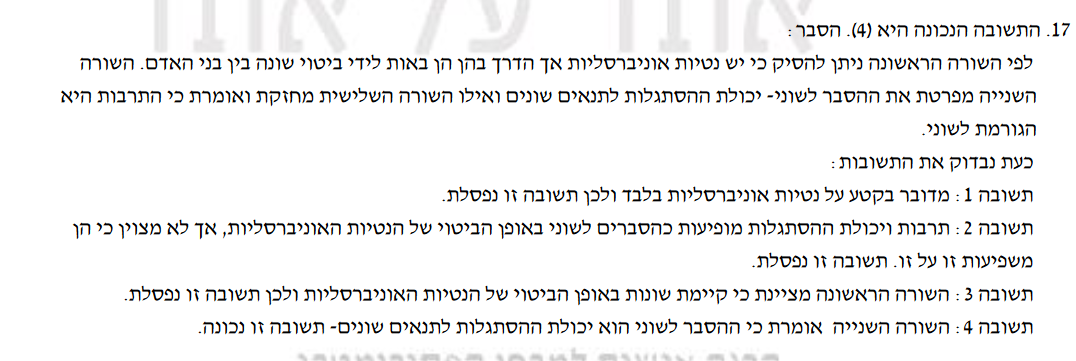 אחד על אחד
17. התשובה הנכונה היא (4). הסבר:
לפי השורה הראשונה ניתן להסיק כי יש נטיות אוניברסליות אך הדרך בהן הן באות לידי ביטוי שונה בין בני האדם. השורה
השנייה מפרטת את ההסבר לשוני- יכולת ההסתגלות לתנאים שונים ואילו השורה השלישית מחזקת ואומרת כי התרבות היא
הגורמת לשוני.
כעת נבדוק את התשובות:
תשובה 1: מדובר בקטע על נטיות אוניברסליות בלבד ולכן תשובה זו נפסלת.
תשובה 2: תרבות ויכולת ההסתגלות מופיעות כהסברים לשוני באופן הביטוי של הנטיות האוניברסליות, אך לא מצוין כי הן
משפיעות זו על זו. תשובה זו נפסלת.
תשובה 3: השורה הראשונה מציינת כי קיימת שונות באופן הביטוי של הנטיות האוניברסליות ולכן תשובה זו נפסלת.
תשובה 4: השורה השנייה אומרת כי ההסבר לשוני הוא יכולת ההסתגלות לתנאים שונים- תשובה זו נכונה.